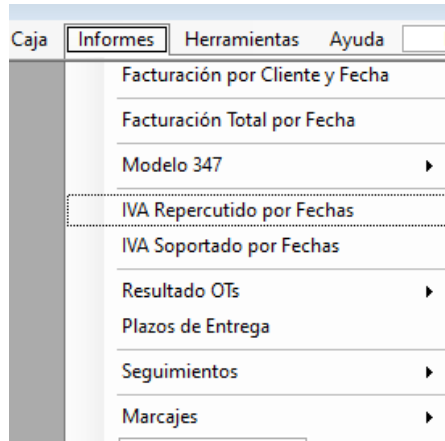 Caja Informes Herramientas Ayuda
Facturación por Cliente y Fecha
Facturación Total por Fecha
Modelo 347
IVA Repercutido por Fechas
IVA Soportado por Fechas
Resultado OTs
Plazos de Entrega
Seguimientos
Marcajes